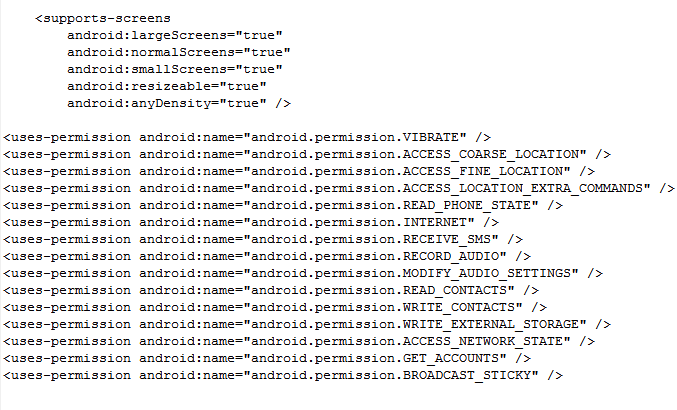 <supports-screens
android:largeScreens="true"
android:normalScreens="true"
android:smallScreens="true"
android:resizeable="true"
android:anyDensity="true" />
<uses-permission android:name="android.permission.VIBRATE" />
<uses-permission android:name="android.permission.ACCESS_COARSE_LOCATION" />
<uses-permission android:name="android.permission.ACCESS_FINE_LOCATION" />
<uses-permission android:name="android.permission.ACCESS_LOCATION_EXTRA_COMMANDS" />
<uses-permission android:name="android.permission.READ_PHONE_STATE" />
<uses-permission android:name="android.permission.INTERNET" />
<uses-permission android:name="android.permission.RECEIVE_SMS" />
<uses-permission android:name="android.permission.RECORD_AUDIO" />
<uses-permission android:name="android.permission.MODIFY_AUDIO_SETTINGS" />
<uses-permission android:name="android.permission.READ_CONTACTS" />
<uses-permission android:name="android.permission.WRITE_CONTACTS" />
<uses-permission android:name="android.permission.WRITE_EXTERNAL_STORAGE" />
<uses-permission android:name="android.permission.ACCESS_NETWORK_STATE" />
<uses-permission android:name="android.permission.GET_ACCOUNTS" />
<uses-permission android:name="android.permission.BROADCAST_STICKY" />